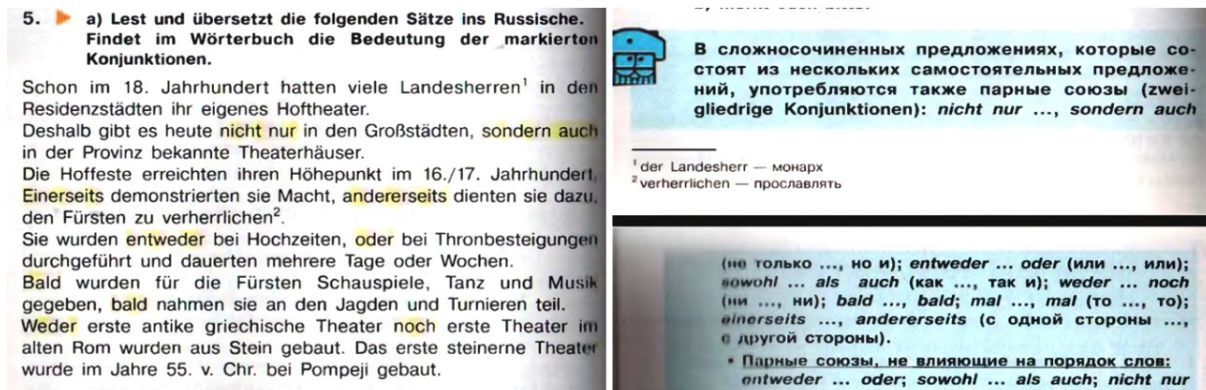 5. a) Lest und übersetzt die folgenden Sätze ins Russische.
Findet im Wörterbuch die Bedeutung der markierten
Konjunktionen.
Schon im 18. Jahrhundert hatten viele Landesherren¹ in den
Residenzstädten ihr eigenes Hoftheater.
Deshalb gibt es heute nicht nur in den Großstädten, sondern auch
in der Provinz bekannte Theaterhäuser.
Die Hoffeste erreichten ihren Höhepunkt im 16./17. Jahrhundert.
Einerseits demonstrierten sie Macht, andererseits dienten sie dazu,
den Fürsten zu verherrlichen².
Sie wurden entweder bei Hochzeiten, oder bei Thronbesteigungen
durchgeführt und dauerten mehrere Tage oder Wochen.
Bald wurden für die Fürsten Schauspiele, Tanz und Musik
gegeben, bald nahmen sie an den Jagden und Turnieren teil.
Weder erste antike griechische Theater noch erste Theater im
alten Rom wurden aus Stein gebaut. Das erste steinerne Theater
wurde im Jahre 55. v. Chr. bei Pompeji gebaut.
В сложносочиненных предложениях, которые со-
стоят из нескольких самостоятельных предложе-
ний, употребляются также парные союзы (zwei-
gliedrige Konjunktionen): nicht nur ..., sondern auch
¹ der Landesherr — монарх
² verherrlichen — прославлять
(не только ..., но и); entweder ... oder (или ..., или);
sowohl ... als auch (как ..., так и); weder ... noch
(ни ..., ни); bald ..., bald; mal ..., mal (то ..., то);
einerseits ..., andererseits (с одной стороны ...,
с другой стороны).
• Парные союзы, не влияющие на порядок слов:
entweder ... oder; sowohl ... als auch; nicht nur